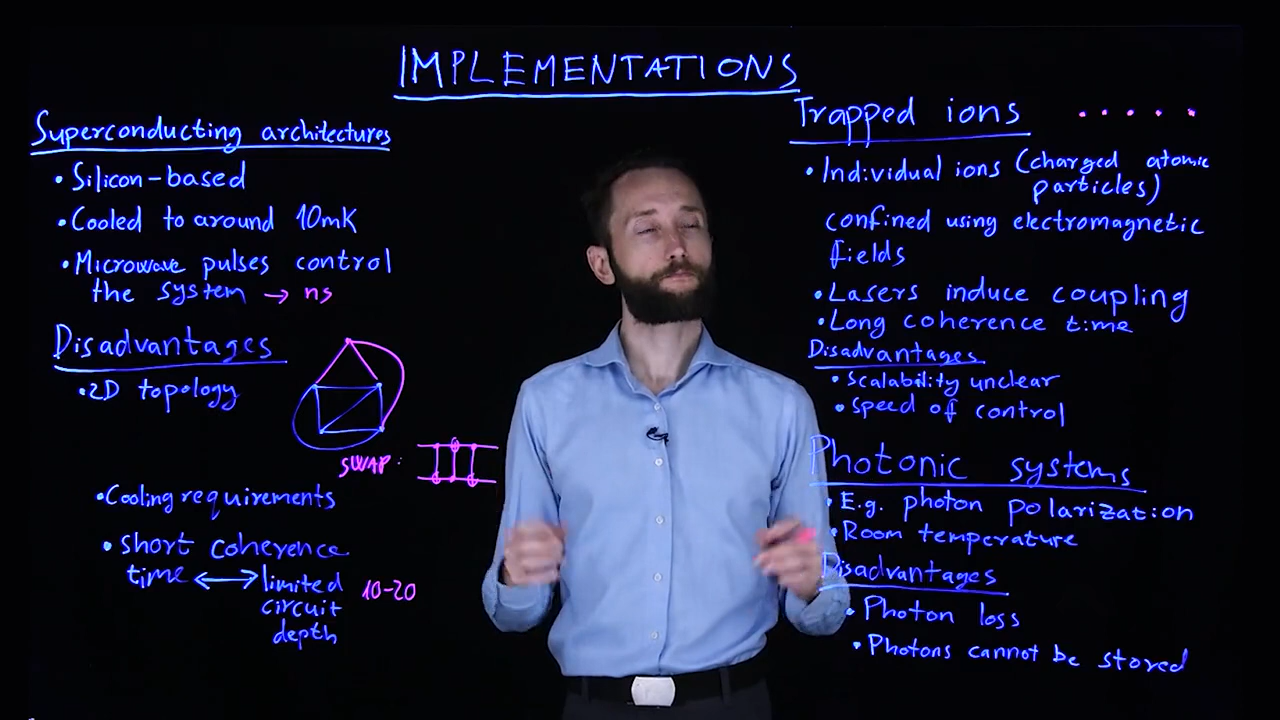 IMPLEMENTATIONS
Superconducting architectures
• Silicon-based
• Cooled to around 10mK
• Microwave pulses control
the system → ns
Disadvantages
• 2D topology
SWAP:
• Cooling requirements
• short coherence
time ↔ limited 10-20
circuit
depth
Trapped ions
• Individual ions (charged atomic
particles)
confined using electromagnetic
fields
• Lasers induce coupling
• Long coherence time
Disadvantages
• Scalability unclear
• Speed of control
Photonic systems
• E.g. photon polarization
• Room temperature
Disadvantages
• Photon loss
• Photons cannot be stored